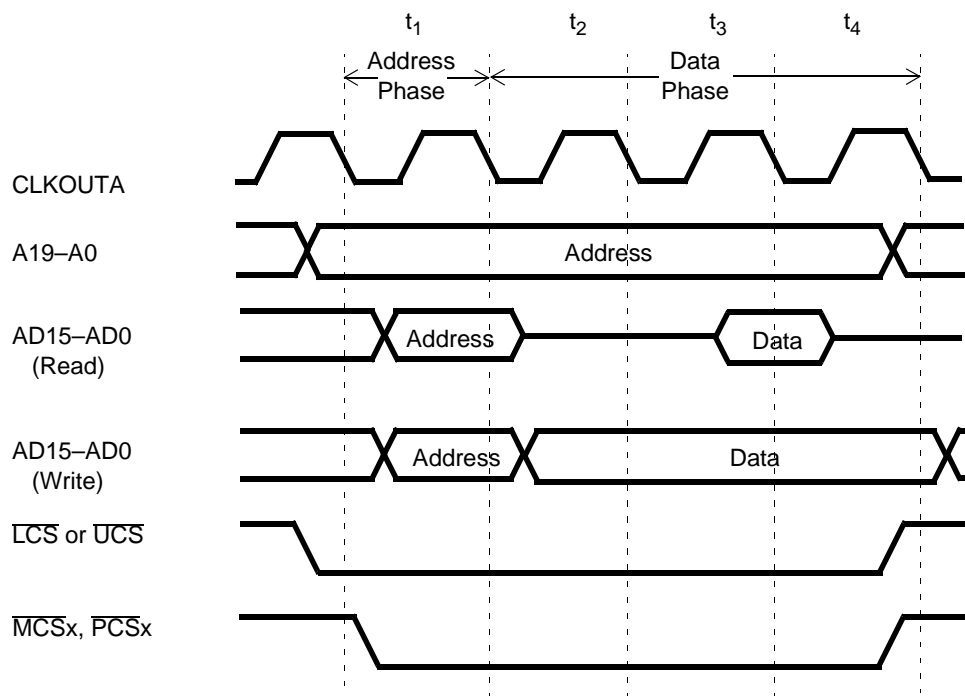 t1 t2 t3 t4
Address Phase
Data Phase
CLKOUTA
A19–A0
Address
AD15–AD0
(Read)
Address
Data
AD15–AD0
(Write)
Address
Data
LCS or UCS
MCSx, PCSx